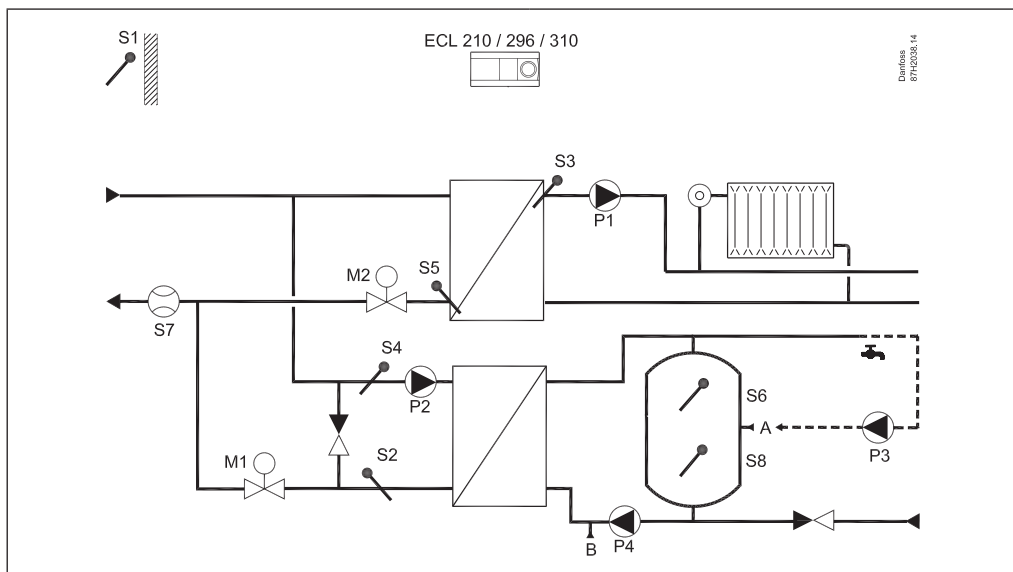 S1
ECL 210 / 296 / 310
Danfoss
87H2038.14
S3
P1
M2
S5
S7
S4
P2
S6
A
P3
S8
M1
S2
B
P4